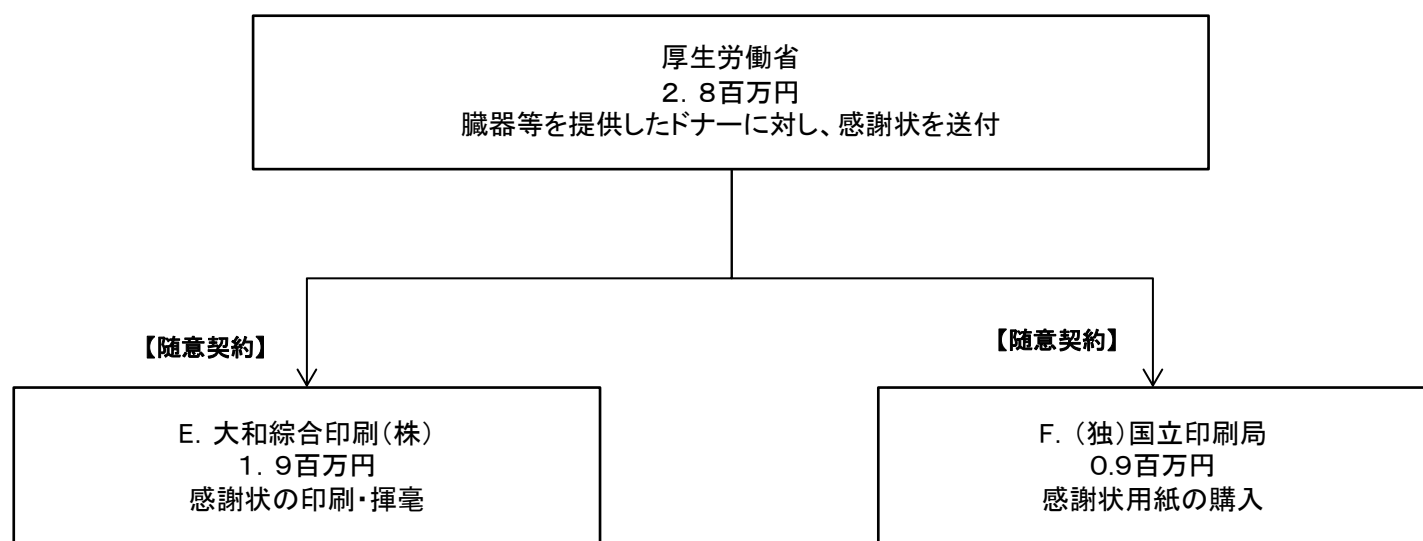 厚生労働省
２．８百万円
臓器等を提供したドナーに対し、感謝状を送付
【随意契約】
【随意契約】
E．大和綜合印刷（株）
１．９百万円
感謝状の印刷・揮毫
F．（独）国立印刷局
0.9百万円
感謝状用紙の購入